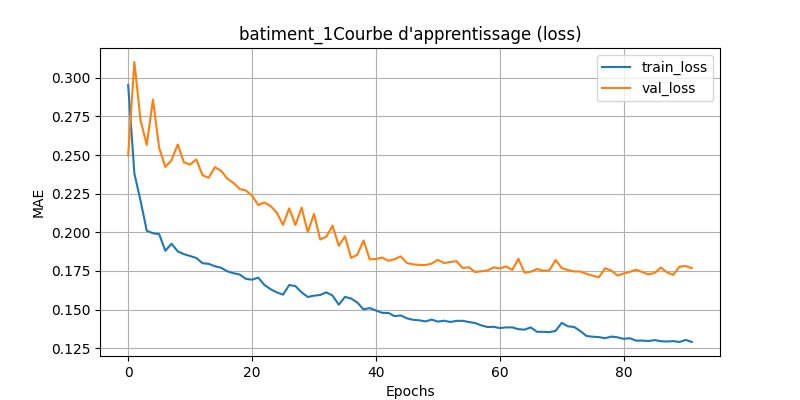 batiment_1Courbe d'apprentissage (loss)
train_loss
val_loss
0.300
0.275
0.250
0.225
0.200
0.175
0.150
0.125
MAE
0 20 40 60 80
Epochs